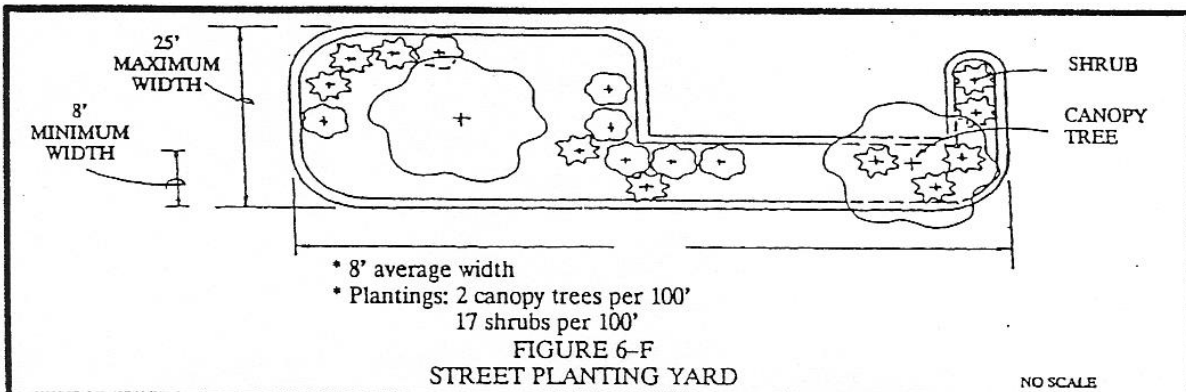 25'
MAXIMUM
WIDTH
8'
MINIMUM
WIDTH
SHRUB
CANOPY
TREE
* 8' average width
* Plantings: 2 canopy trees per 100'
17 shrubs per 100'
FIGURE 6-F
STREET PLANTING YARD
NO SCALE